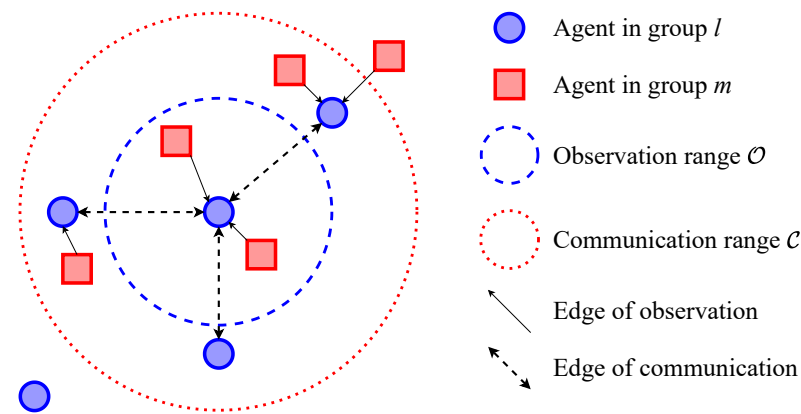 Agent in group l
Agent in group m
Observation range 𝒪
Communication range 𝒞
Edge of observation
Edge of communication